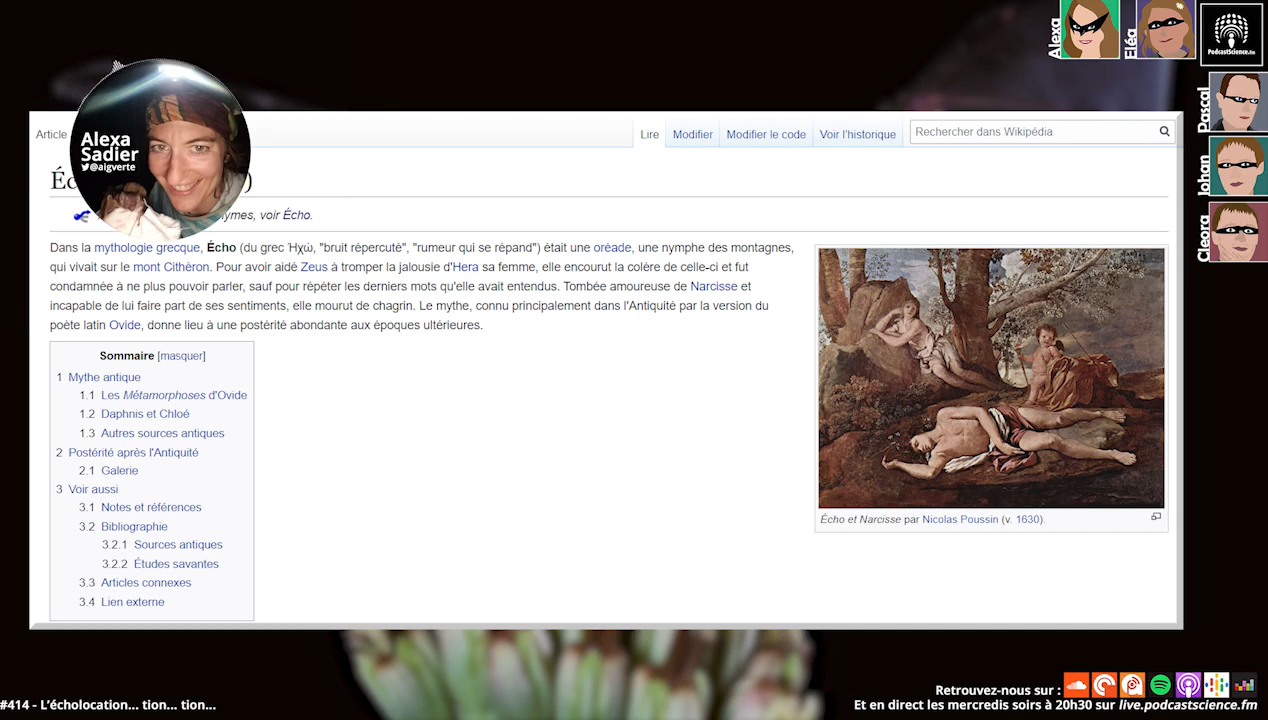 Alexa
Eléa
PodcastScience.fm
Pascal
Johan
Cleora
Alexa
Sadier
@aigverte
Article
Lire
Modifier
Modifier le code
Voir l'historique
Rechercher dans Wikipédia
Éc )
ymes, voir Écho.
Dans la mythologie grecque, Écho (du grec Ἠχώ, "bruit répercuté", "rumeur qui se répand") était une oréade, une nymphe des montagnes,
qui vivait sur le mont Cithéron. Pour avoir aidé Zeus à tromper la jalousie d'Hera sa femme, elle encourut la colère de celle-ci et fut
condamnée à ne plus pouvoir parler, sauf pour répéter les derniers mots qu'elle avait entendus. Tombée amoureuse de Narcisse et
incapable de lui faire part de ses sentiments, elle mourut de chagrin. Le mythe, connu principalement dans l'Antiquité par la version du
poète latin Ovide, donne lieu à une postérité abondante aux époques ultérieures.
Sommaire [masquer]
1 Mythe antique
1.1 Les Métamorphoses d'Ovide
1.2 Daphnis et Chloé
1.3 Autres sources antiques
2 Postérité après l'Antiquité
2.1 Galerie
3 Voir aussi
3.1 Notes et références
3.2 Bibliographie
3.2.1 Sources antiques
3.2.2 Études savantes
3.3 Articles connexes
3.4 Lien externe
Écho et Narcisse par Nicolas Poussin (v. 1630).
Retrouvez-nous sur :
#414 - L'écholocation... tion... tion...
Et en direct les mercredis soirs à 20h30 sur live.podcastscience.fm